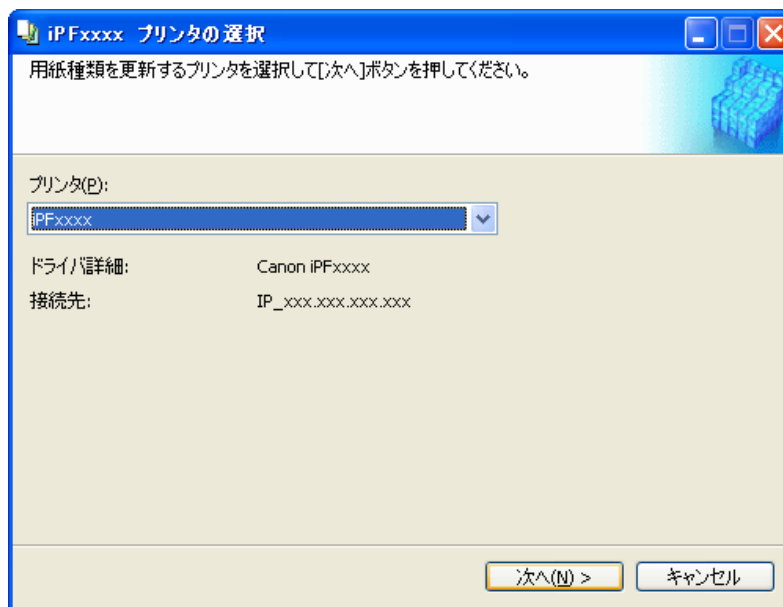 iPFxxxx プリンタの選択
用紙種類を更新するプリンタを選択して[次へ]ボタンを押してください。
プリンタ(P):
iPFxxxx
ドライバ詳細: Canon iPFxxxx
接続先: IP_xxx.xxx.xxx.xxx
次へ(N) > キャンセル